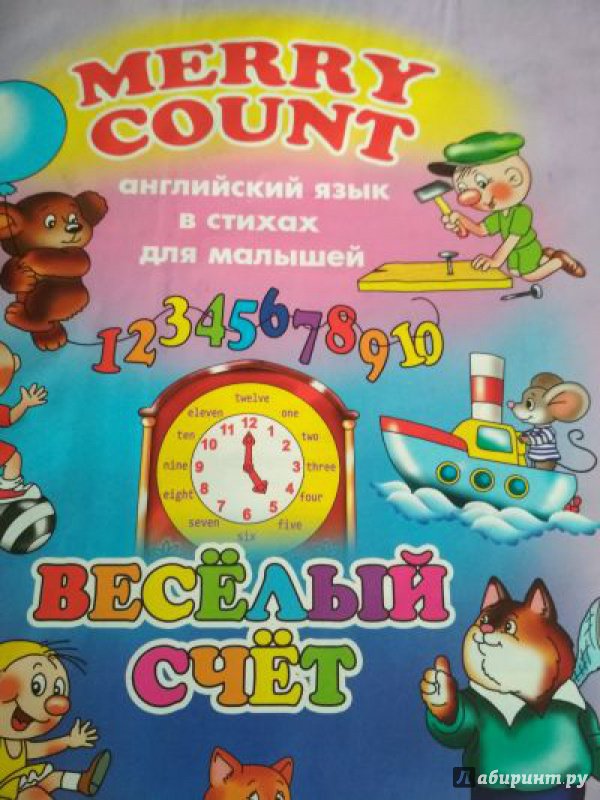 MERRY
COUNT
английский язык
в стихах
для малышей
1 2 3 4 5 6 7 8 9 10
twelve
eleven
one
ten
two
nine
three
eight
four
seven
five
six
12
11
1
10
2
9
3
8
4
7
5
6
ВЕСЁЛЫЙ
СЧЁТ
Лабиринт.ру